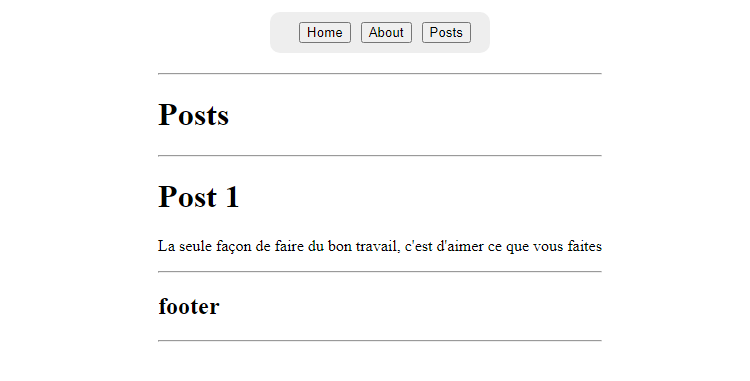 Home About Posts
Posts
Post 1
La seule façon de faire du bon travail, c'est d'aimer ce que vous faites
footer